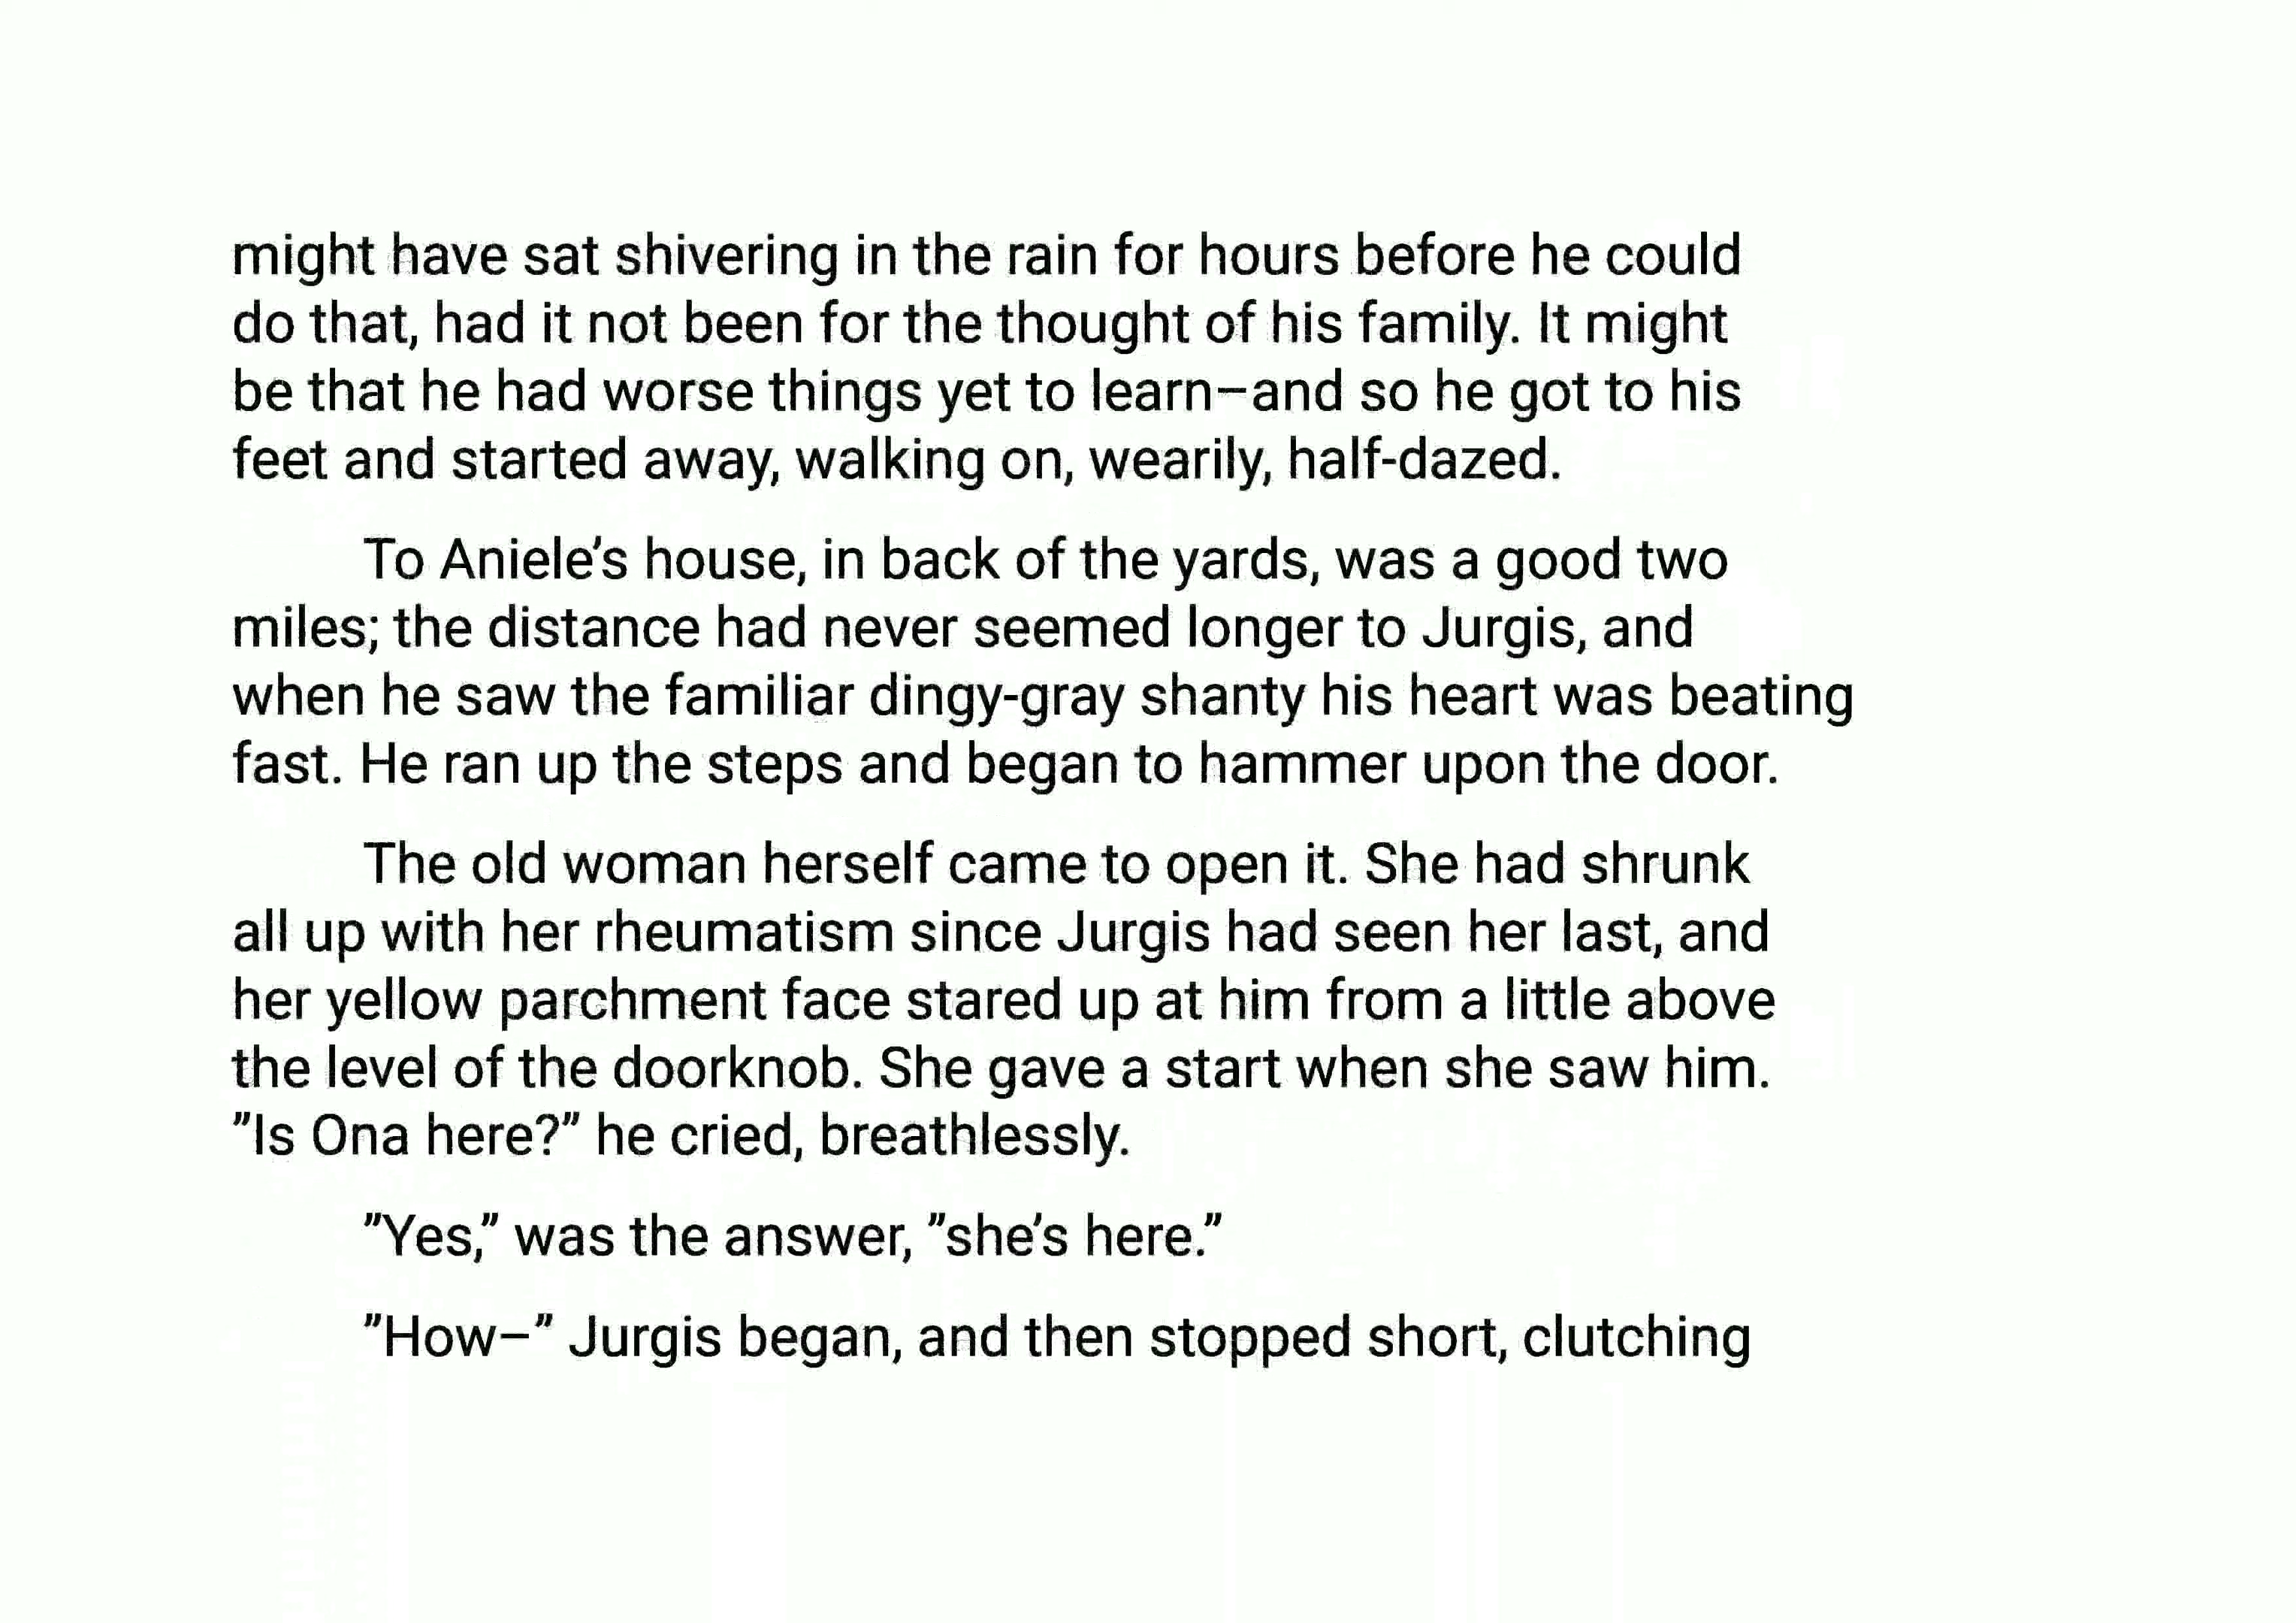 might have sat shivering in the rain for hours before he could
do that, had it not been for the thought of his family. It might
be that he had worse things yet to learn–and so he got to his
feet and started away, walking on, wearily, half-dazed.
To Aniele’s house, in back of the yards, was a good two
miles; the distance had never seemed longer to Jurgis, and
when he saw the familiar dingy-gray shanty his heart was beating
fast. He ran up the steps and began to hammer upon the door.
The old woman herself came to open it. She had shrunk
all up with her rheumatism since Jurgis had seen her last, and
her yellow parchment face stared up at him from a little above
the level of the doorknob. She gave a start when she saw him.
”Is Ona here?” he cried, breathlessly.
”Yes,” was the answer, ”she’s here.”
”How–” Jurgis began, and then stopped short, clutching